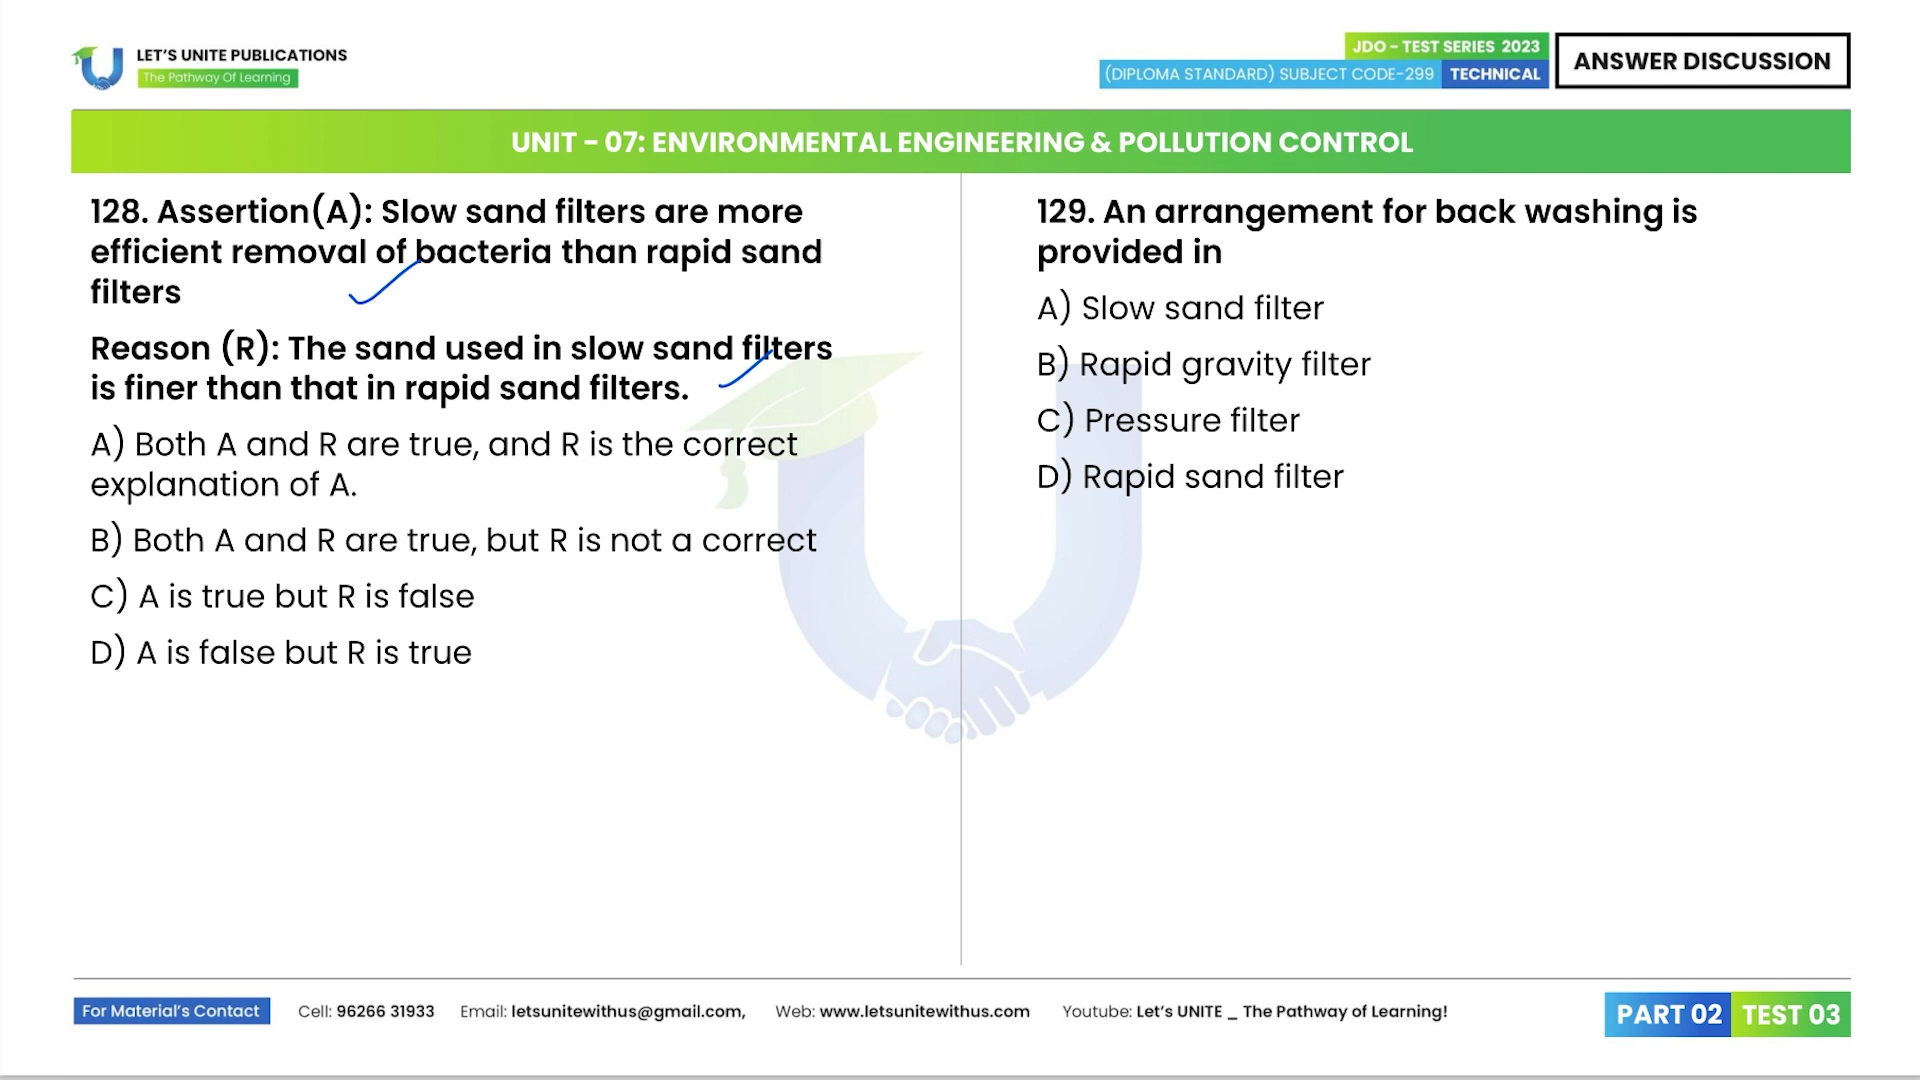 LET'S UNITE PUBLICATIONS
The Pathway Of Learning
JDO - TEST SERIES 2023
(DIPLOMA STANDARD) SUBJECT CODE-299 TECHNICAL
ANSWER DISCUSSION
UNIT - 07: ENVIRONMENTAL ENGINEERING & POLLUTION CONTROL
128. Assertion(A): Slow sand filters are more
efficient removal of bacteria than rapid sand
filters
Reason (R): The sand used in slow sand filters
is finer than that in rapid sand filters.
A) Both A and R are true, and R is the correct
explanation of A.
B) Both A and R are true, but R is not a correct
C) A is true but R is false
D) A is false but R is true
129. An arrangement for back washing is
provided in
A) Slow sand filter
B) Rapid gravity filter
C) Pressure filter
D) Rapid sand filter
For Material's Contact Cell: 96266 31933 Email: letsunitewithus@gmail.com, Web: www.letsunitewithus.com Youtube: Let's UNITE _ The Pathway of Learning!
PART 02 TEST 03